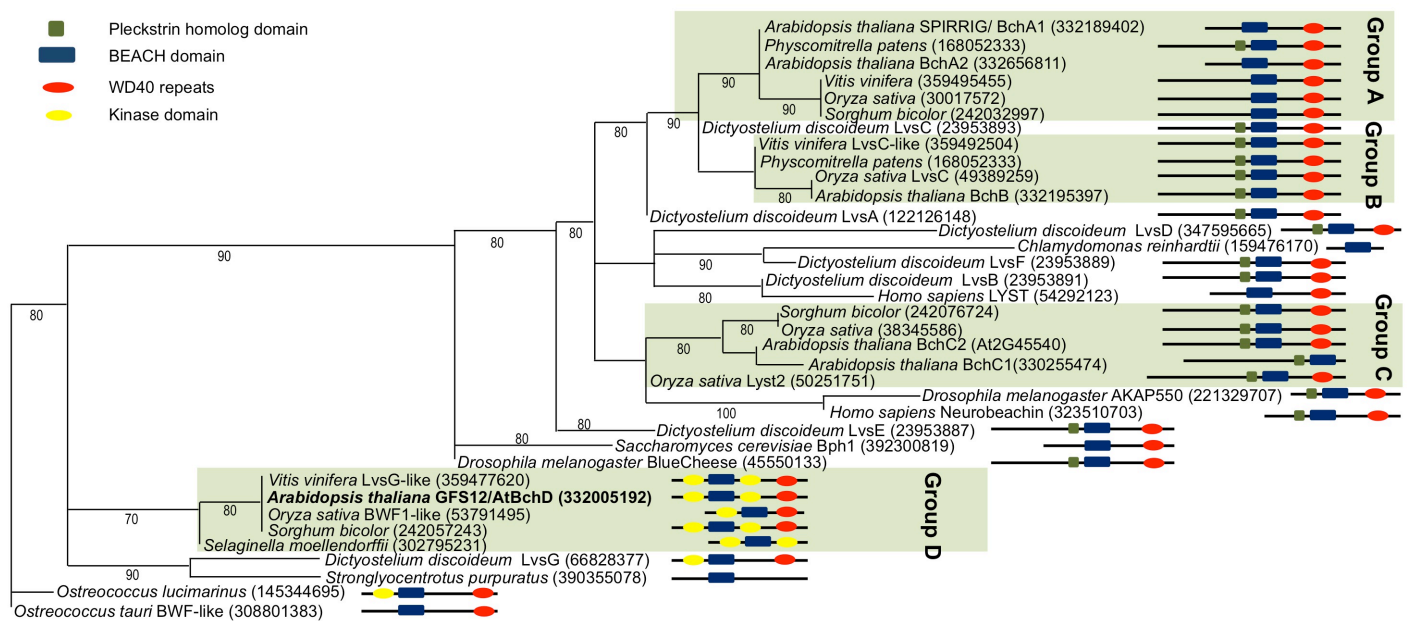 Pleckstrin homolog domain
BEACH domain
WD40 repeats
Kinase domain
Arabidopsis thaliana SPIRRIG/ BchA1 (332189402)
Physcomitrella patens (168052333)
Arabidopsis thaliana BchA2 (332656811)
Vitis vinifera (359495455)
90
Oryza sativa (30017572)
90
Sorghum bicolor (242032997)
Group A
80
90
Dictyostelium discoideum LvsC (23953893)
Vitis vinifera LvsC-like (359492504)
Physcomitrella patens (168052333)
Oryza sativa LvsC (49389259)
80
Arabidopsis thaliana BchB (332195397)
Group B
Dictyostelium discoideum LvsA (122126148)
80
80
Dictyostelium discoideum LvsD (347595665)
90
Chlamydomonas reinhardtii (159476170)
90
Dictyostelium discoideum LvsF (23953889)
Dictyostelium discoideum LvsB (23953891)
80
Homo sapiens LYST (54292123)
80
Sorghum bicolor (242076724)
80
Oryza sativa (38345586)
80
Arabidopsis thaliana BchC2 (At2G45540)
Arabidopsis thaliana BchC1(330255474)
Oryza sativa Lyst2 (50251751)
Group C
Drosophila melanogaster AKAP550 (221329707)
100
Homo sapiens Neurobeachin (323510703)
80
Dictyostelium discoideum LvsE (23953887)
80
Saccharomyces cerevisiae Bph1 (392300819)
Drosophila melanogaster BlueCheese (45550133)
Vitis vinifera LvsG-like (359477620)
Arabidopsis thaliana GFS12/AtBchD (332005192)
70
80
Oryza sativa BWF1-like (53791495)
Sorghum bicolor (242057243)
Selaginella moellendorffii (302795231)
Group D
Dictyostelium discoideum LvsG (66828377)
90
Stronglyocentrotus purpuratus (390355078)
Ostreococcus lucimarinus (145344695)
Ostreococcus tauri BWF-like (308801383)